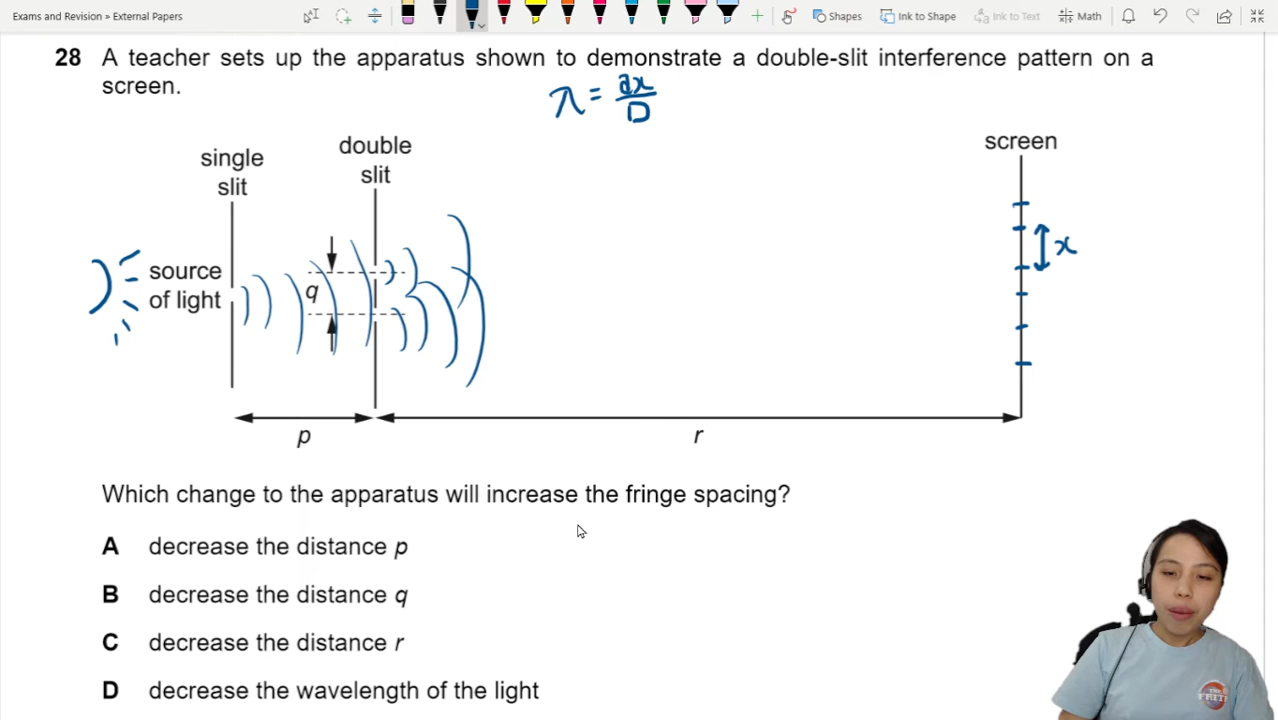 Exams and Revision » External Papers
Shapes
Ink to Shape
Ink to Text
Math
28 A teacher sets up the apparatus shown to demonstrate a double-slit interference pattern on a
screen.
λ = ax/D
single
slit
double
slit
screen
source
of light
q
x
p
r
Which change to the apparatus will increase the fringe spacing?
A decrease the distance p
B decrease the distance q
C decrease the distance r
D decrease the wavelength of the light